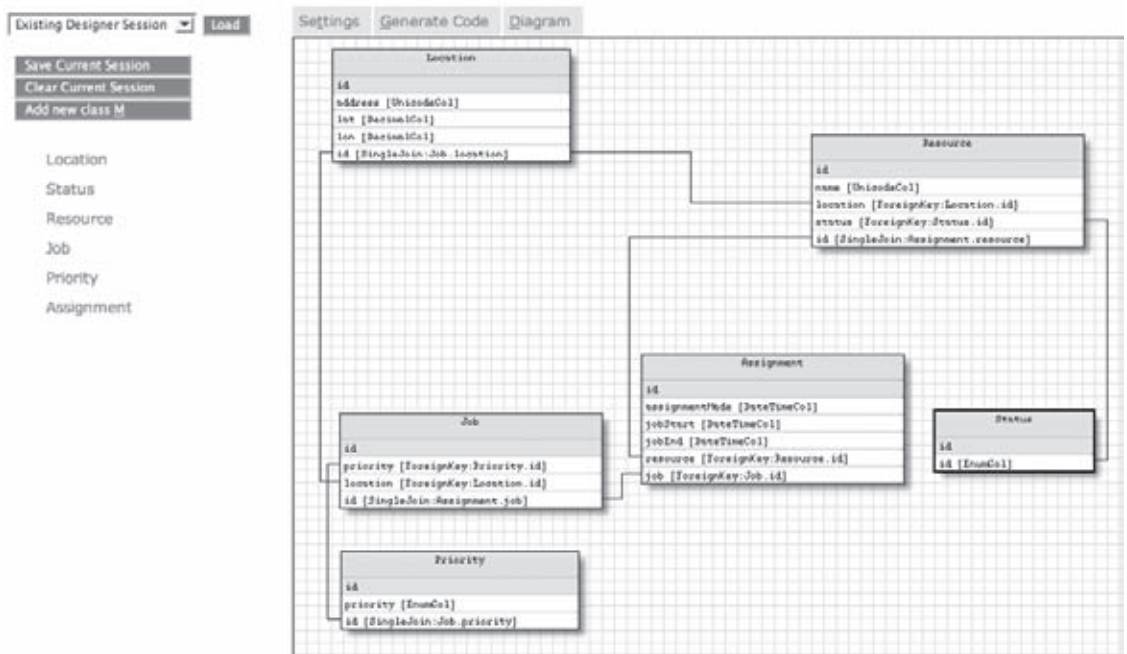 Existing Designer Session
Load
Save Current Session
Clear Current Session
Add new class M
Location
Status
Resource
Job
Priority
Assignment
Settings
Generate Code
Diagram
Location
id
address [UnicodeCol]
lat [DecimalCol]
lon [DecimalCol]
id [SingleJoin:Job.location]
Resource
id
name [UnicodeCol]
location [ForeignKey:Location.id]
status [ForeignKey:Status.id]
id [SingleJoin:Assignment.resource]
Assignment
id
assignmentMade [DateTimeCol]
jobStart [DateTimeCol]
jobEnd [DateTimeCol]
resource [ForeignKey:Resource.id]
job [ForeignKey:Job.id]
Status
id
id [EnumCol]
Job
id
priority [ForeignKey:Priority.id]
location [ForeignKey:Location.id]
id [SingleJoin:Assignment.job]
Priority
id
priority [EnumCol]
id [SingleJoin:Job.priority]